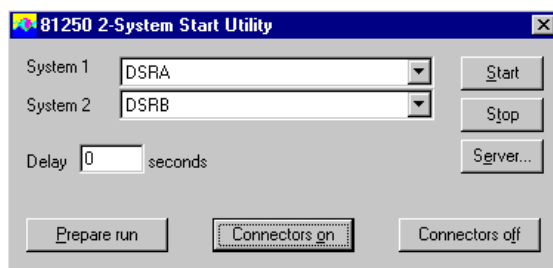 81250 2-System Start Utility
System 1 DSRA Start
System 2 DSRB Stop
Delay 0 seconds Server...
Prepare run Connectors on Connectors off